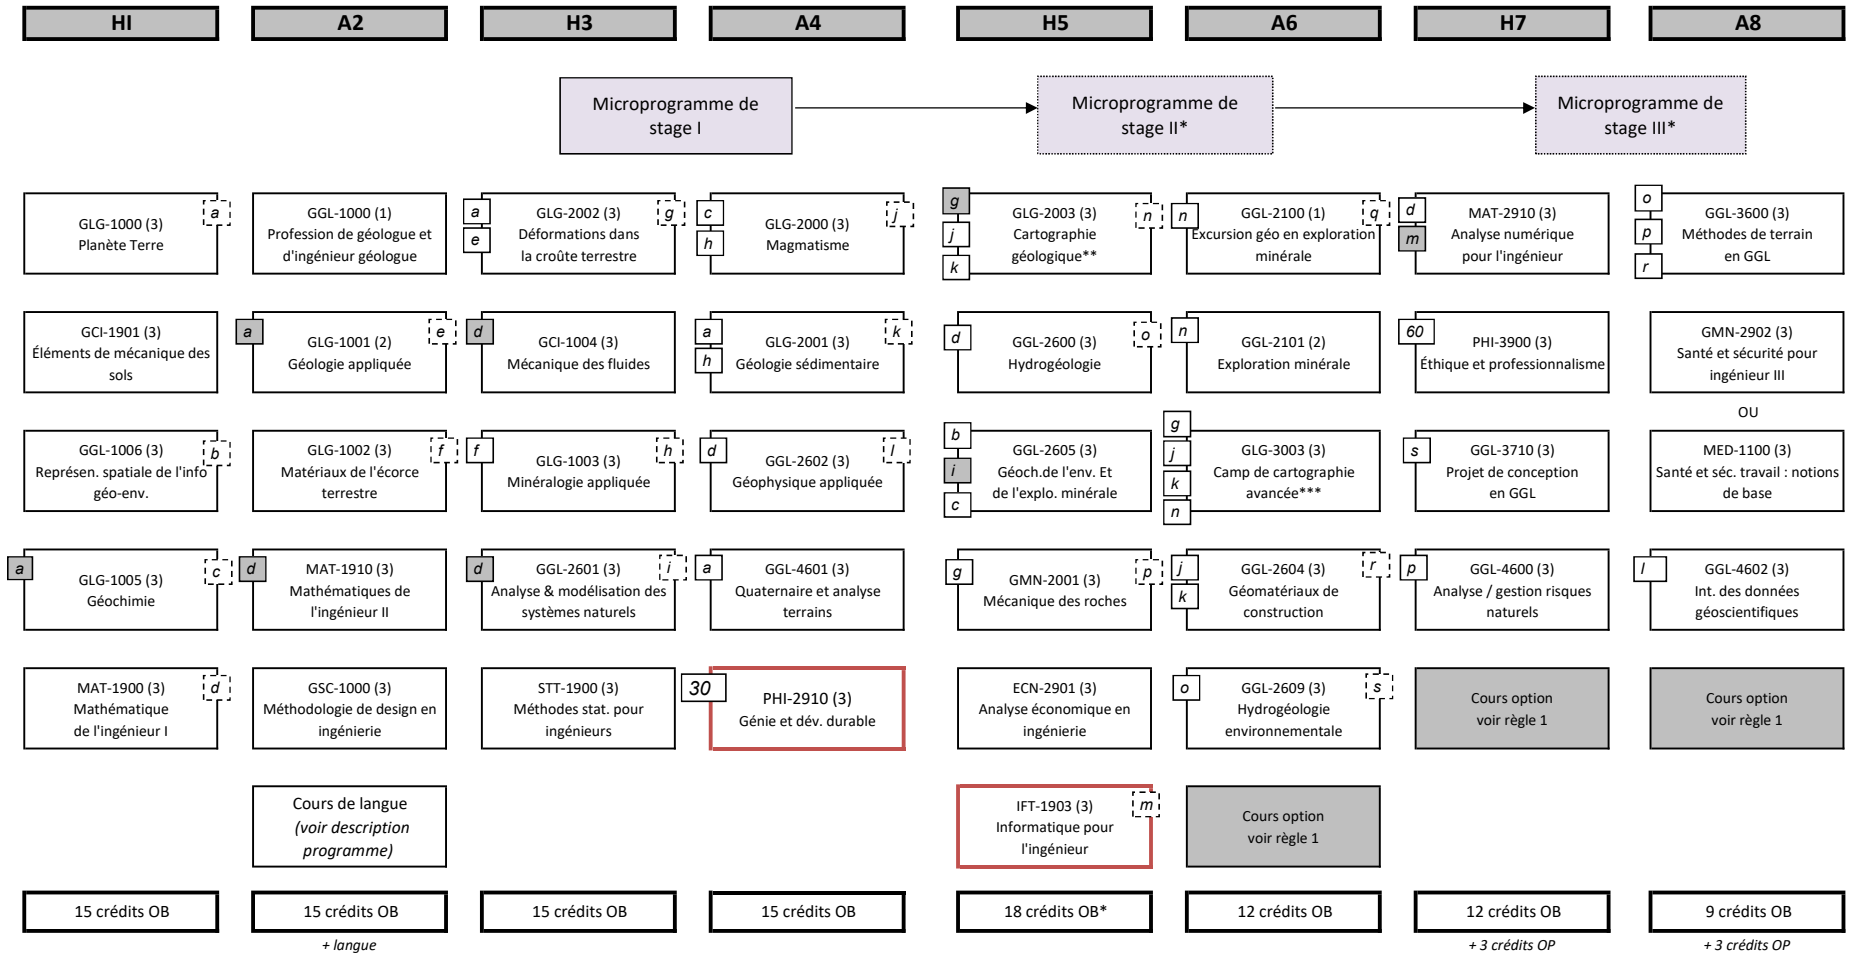 HI
A2
H3
A4
H5
A6
H7
A8
Microprogramme de
stage I
Microprogramme de
stage II*
Microprogramme de
stage III*
a
GLG-1000 (3)
Planète Terre
GGL-1000 (1)
Profession de géologue et
d'ingénieur géologue
a
e
g
GLG-2002 (3)
Déformations dans
la croûte terrestre
c
h
j
GLG-2000 (3)
Magmatisme
g
j
k
n
GLG-2003 (3)
Cartographie
géologique**
n
q
GGL-2100 (1)
Excursion géo en exploration
minérale
d
m
MAT-2910 (3)
Analyse numérique
pour l'ingénieur
o
p
r
GGL-3600 (3)
Méthodes de terrain
en GGL
GCI-1901 (3)
Éléments de mécanique des
sols
a
e
GLG-1001 (2)
Géologie appliquée
d
GCI-1004 (3)
Mécanique des fluides
a
h
k
GLG-2001 (3)
Géologie sédimentaire
d
o
GGL-2600 (3)
Hydrogéologie
n
GGL-2101 (2)
Exploration minérale
60
PHI-3900 (3)
Éthique et professionnalisme
GMN-2902 (3)
Santé et sécurité pour
ingénieur III
OU
b
GGL-1006 (3)
Représen. spatiale de l'info
géo-env.
f
GLG-1002 (3)
Matériaux de l'écorce
terrestre
f
h
GLG-1003 (3)
Minéralogie appliquée
d
l
GGL-2602 (3)
Géophysique appliquée
b
i
c
GGL-2605 (3)
Géoch.de l'env. Et
de l'explo. minérale
g
j
k
n
GLG-3003 (3)
Camp de cartographie
avancée***
s
GGL-3710 (3)
Projet de conception
en GGL
MED-1100 (3)
Santé et séc. travail : notions
de base
a
c
GLG-1005 (3)
Géochimie
d
MAT-1910 (3)
Mathématiques de
l'ingénieur II
d
i
GGL-2601 (3)
Analyse & modélisation des
systèmes naturels
a
GGL-4601 (3)
Quaternaire et analyse
terrains
g
p
GMN-2001 (3)
Mécanique des roches
j
k
r
GGL-2604 (3)
Géomatériaux de
construction
p
GGL-4600 (3)
Analyse / gestion risques
naturels
l
GGL-4602 (3)
Int. des données
géoscientifiques
d
MAT-1900 (3)
Mathématique
de l'ingénieur I
GSC-1000 (3)
Méthodologie de design en
ingénierie
STT-1900 (3)
Méthodes stat. pour
ingénieurs
30
PHI-2910 (3)
Génie et dév. durable
ECN-2901 (3)
Analyse économique en
ingénierie
o
s
GGL-2609 (3)
Hydrogéologie
environnementale
Cours option
voir règle 1
Cours option
voir règle 1
Cours de langue
(voir description
programme)
m
IFT-1903 (3)
Informatique pour
l'ingénieur
Cours option
voir règle 1
15 crédits OB
15 crédits OB
15 crédits OB
15 crédits OB
18 crédits OB*
12 crédits OB
12 crédits OB
9 crédits OB
+ langue
+ 3 crédits OP
+ 3 crédits OP